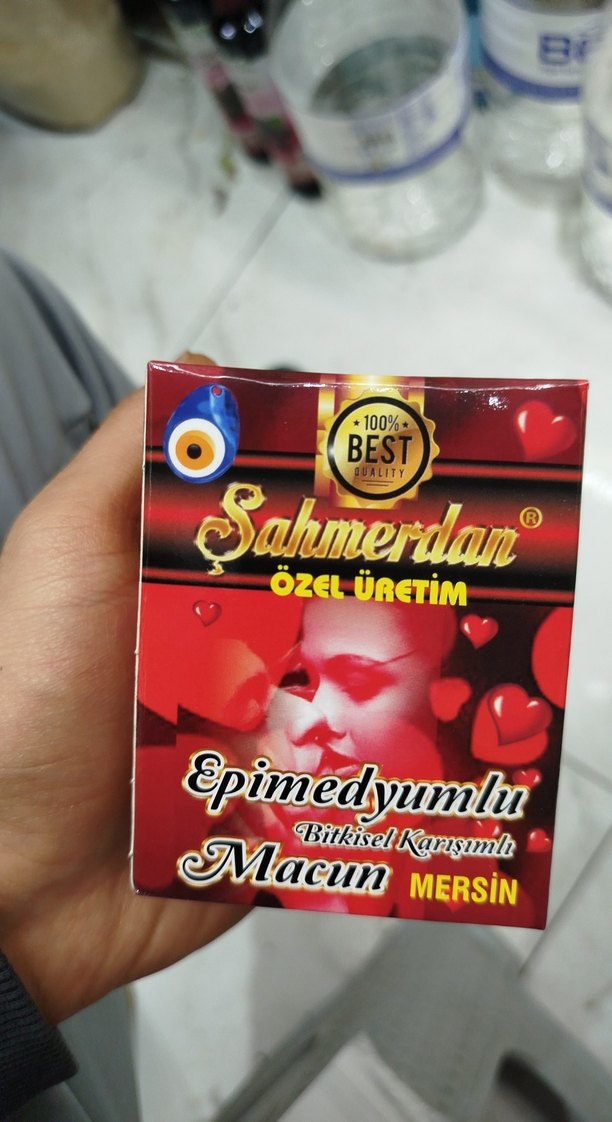 100%
BEST
QUALITY
Şahmerdan ®
ÖZEL ÜRETİM
Epimedyumlu
Bitkisel Karışımlı
Macun MERSİN